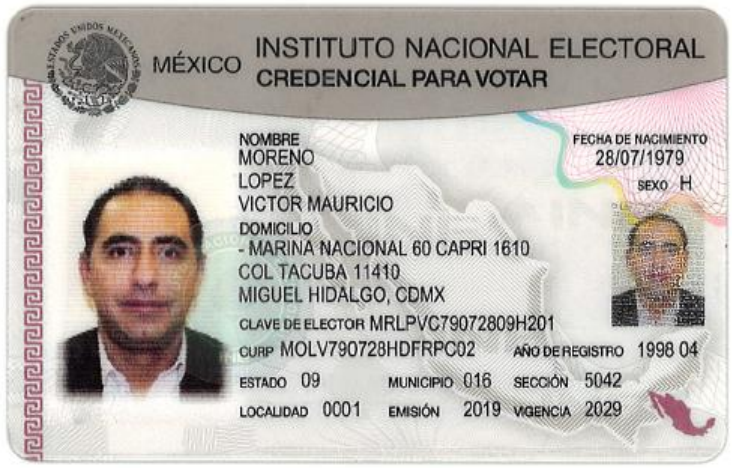 ESTADOS UNIDOS MEXICANOS
MÉXICO INSTITUTO NACIONAL ELECTORAL
CREDENCIAL PARA VOTAR
NOMBRE
MORENO
LOPEZ
VICTOR MAURICIO
FECHA DE NACIMIENTO
28/07/1979
SEXO H
DOMICILIO
- MARINA NACIONAL 60 CAPRI 1610
COL TACUBA 11410
MIGUEL HIDALGO, CDMX
CLAVE DE ELECTOR MRLPVC79072809H201
CURP MOLV790728HDFRPC02 AÑO DE REGISTRO 1998 04
ESTADO 09 MUNICIPIO 016 SECCIÓN 5042
LOCALIDAD 0001 EMISIÓN 2019 VIGENCIA 2029